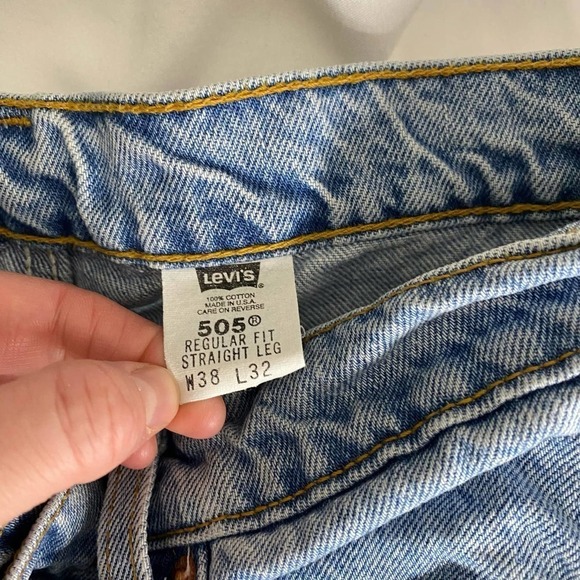 Levi's®
100% COTTON
MADE IN U.S.A.
CARE ON REVERSE
505®
REGULAR FIT
STRAIGHT LEG
W38 L32